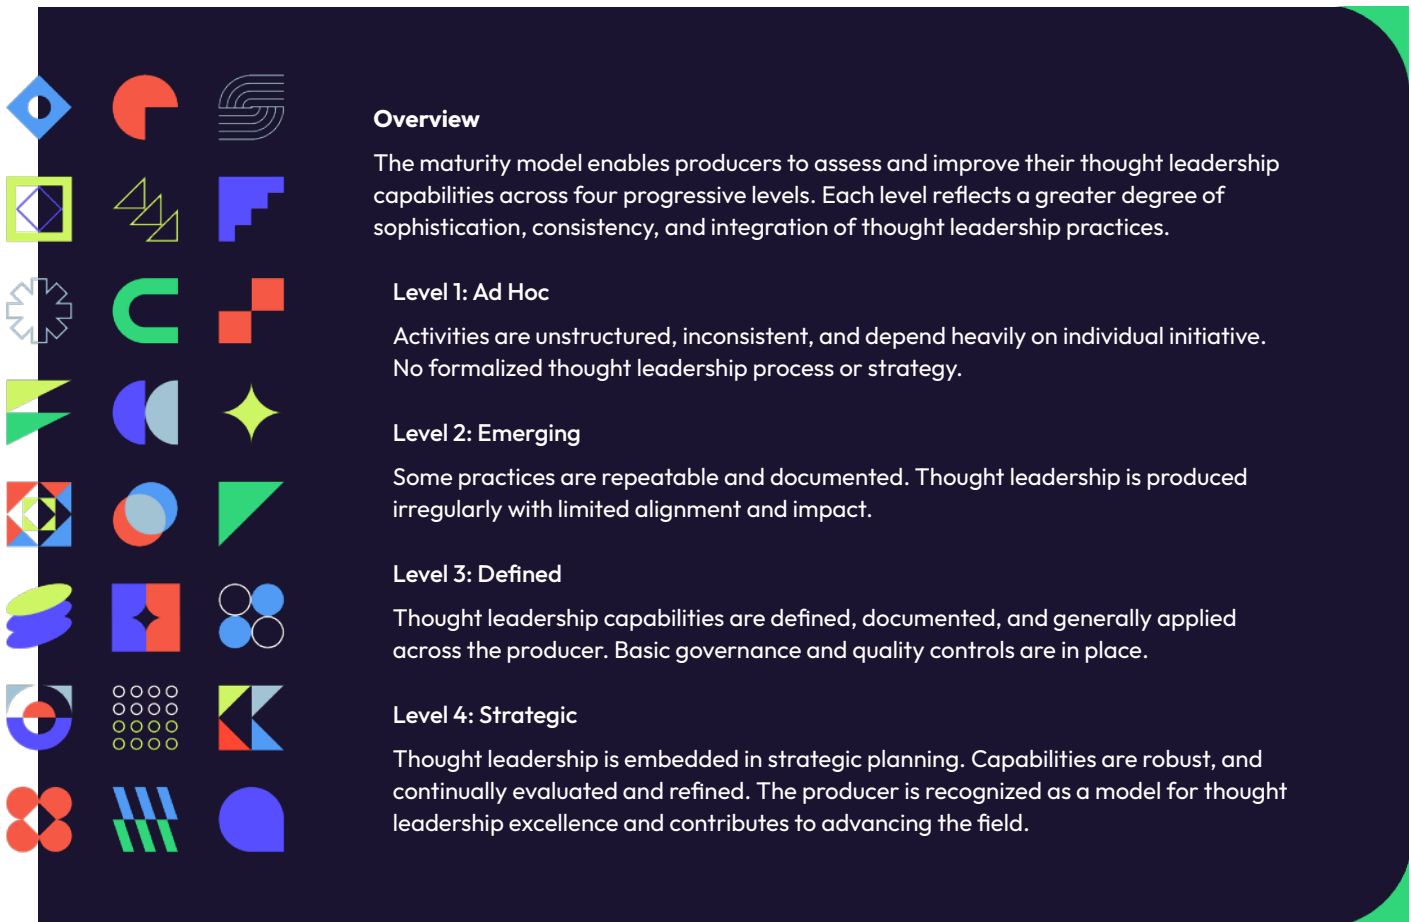 Overview
The maturity model enables producers to assess and improve their thought leadership
capabilities across four progressive levels. Each level reflects a greater degree of
sophistication, consistency, and integration of thought leadership practices.
Level 1: Ad Hoc
Activities are unstructured, inconsistent, and depend heavily on individual initiative.
No formalized thought leadership process or strategy.
Level 2: Emerging
Some practices are repeatable and documented. Thought leadership is produced
irregularly with limited alignment and impact.
Level 3: Defined
Thought leadership capabilities are defined, documented, and generally applied
across the producer. Basic governance and quality controls are in place.
Level 4: Strategic
Thought leadership is embedded in strategic planning. Capabilities are robust, and
continually evaluated and refined. The producer is recognized as a model for thought
leadership excellence and contributes to advancing the field.